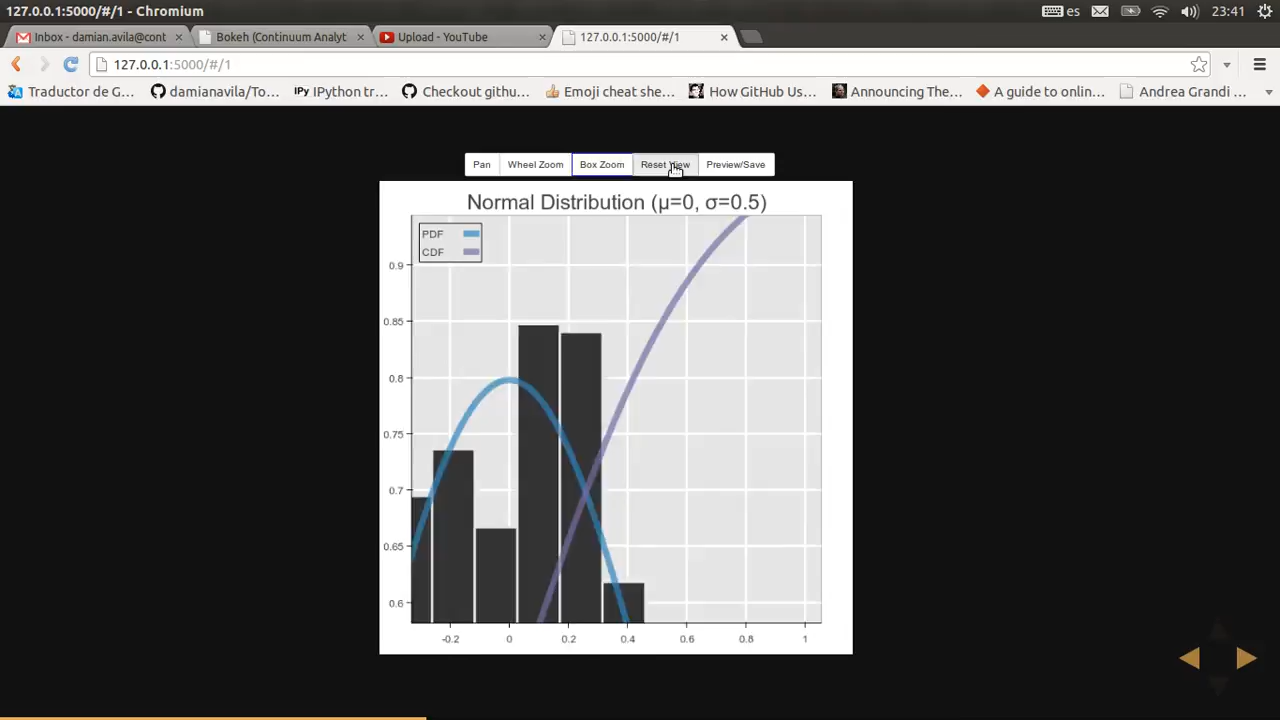 127.0.0.1:5000/#/1 - Chromium
es
23:41
Inbox - damian.avila@cont
Bokeh (Continuum Analyt
Upload - YouTube
127.0.0.1:5000/#/1
127.0.0.1:5000/#/1
Traductor de G...
damianavila/To...
IPy IPython tr...
Checkout githu...
Emoji cheat she...
How GitHub Us...
Announcing The...
A guide to onlin...
Andrea Grandi ...
Pan
Wheel Zoom
Box Zoom
Reset View
Preview/Save
Normal Distribution (μ=0, σ=0.5)
PDF
CDF
0.9
0.85
0.8
0.75
0.7
0.65
0.6
-0.2
0
0.2
0.4
0.6
0.8
1